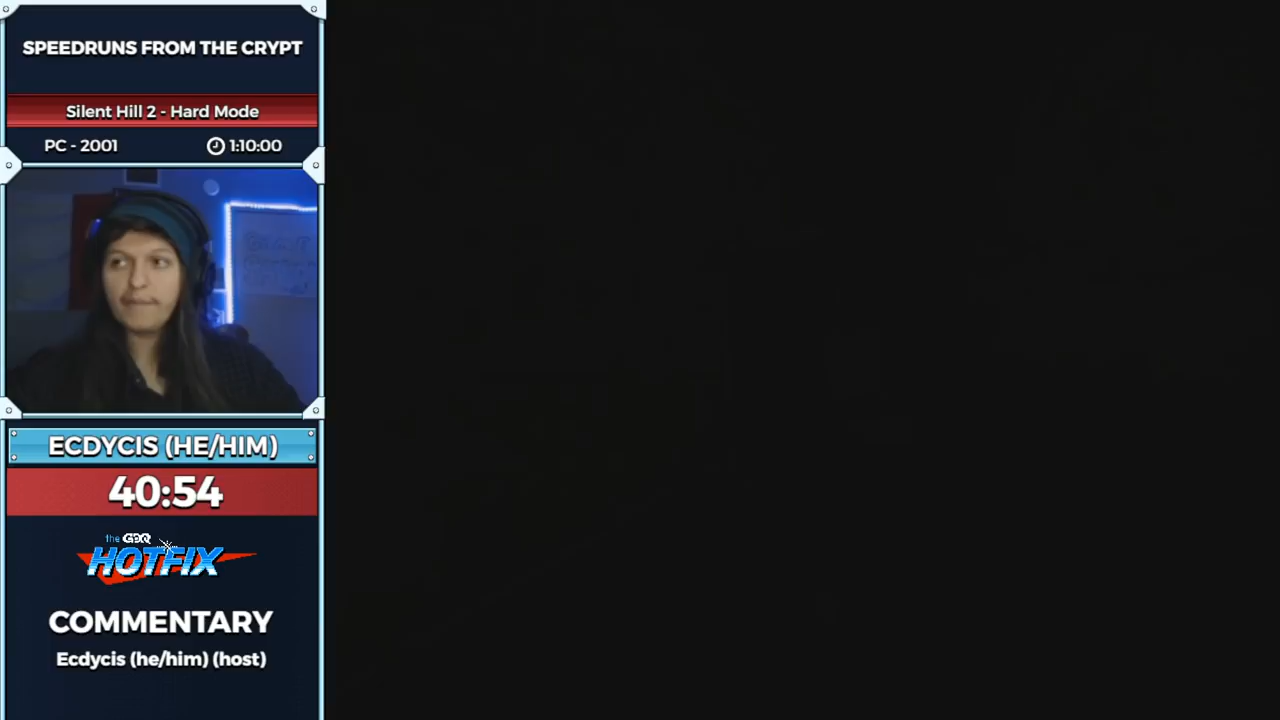 SPEEDRUNS FROM THE CRYPT
Silent Hill 2 - Hard Mode
PC - 2001 1:10:00
ECDYCIS (HE/HIM)
40:54
the GDQ
HOTFIX
COMMENTARY
Ecdycis (he/him) (host)